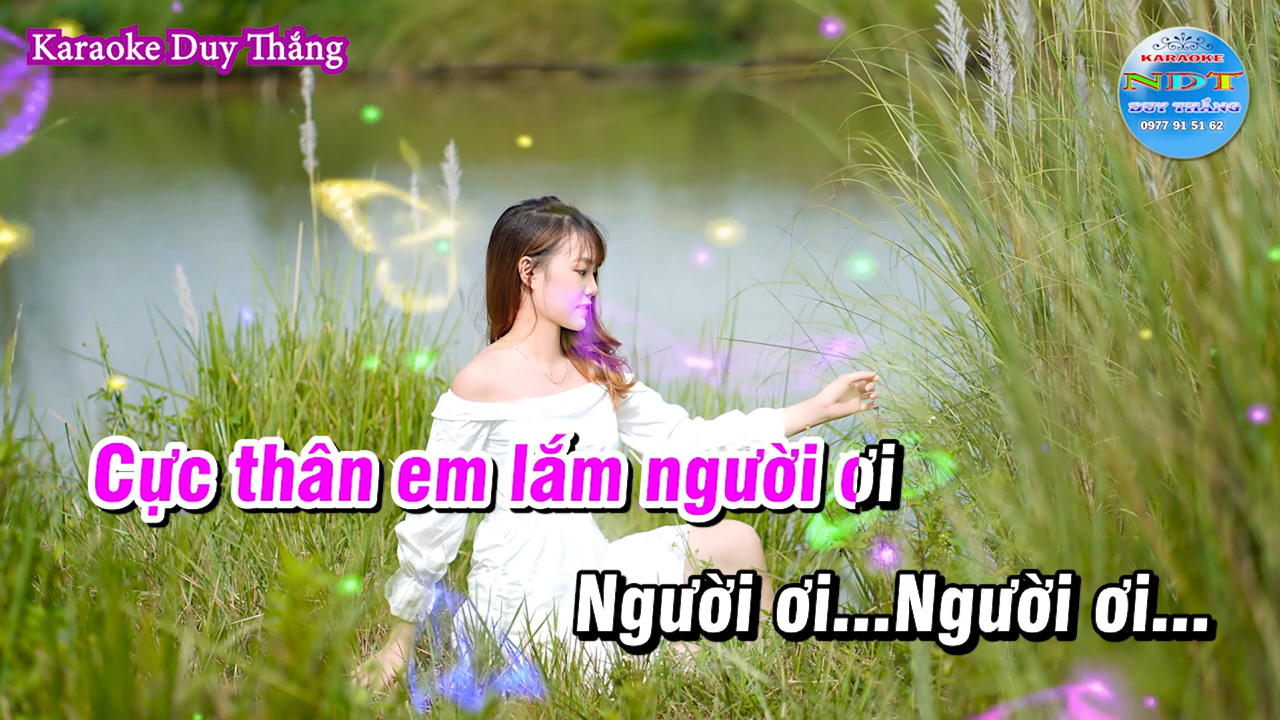 Karaoke Duy Thắng
KARAOKE
NDT
DUY THẮNG
0977 91 51 62
Cực thân em lắm người ơi
Người ơi...Người ơi...